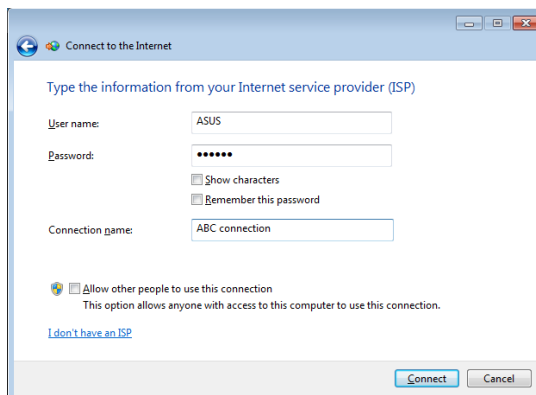 Connect to the Internet
Type the information from your Internet service provider (ISP)
User name: ASUS
Password: ••••••
Show characters
Remember this password
Connection name: ABC connection
Allow other people to use this connection
This option allows anyone with access to this computer to use this connection.
I don't have an ISP
Connect Cancel